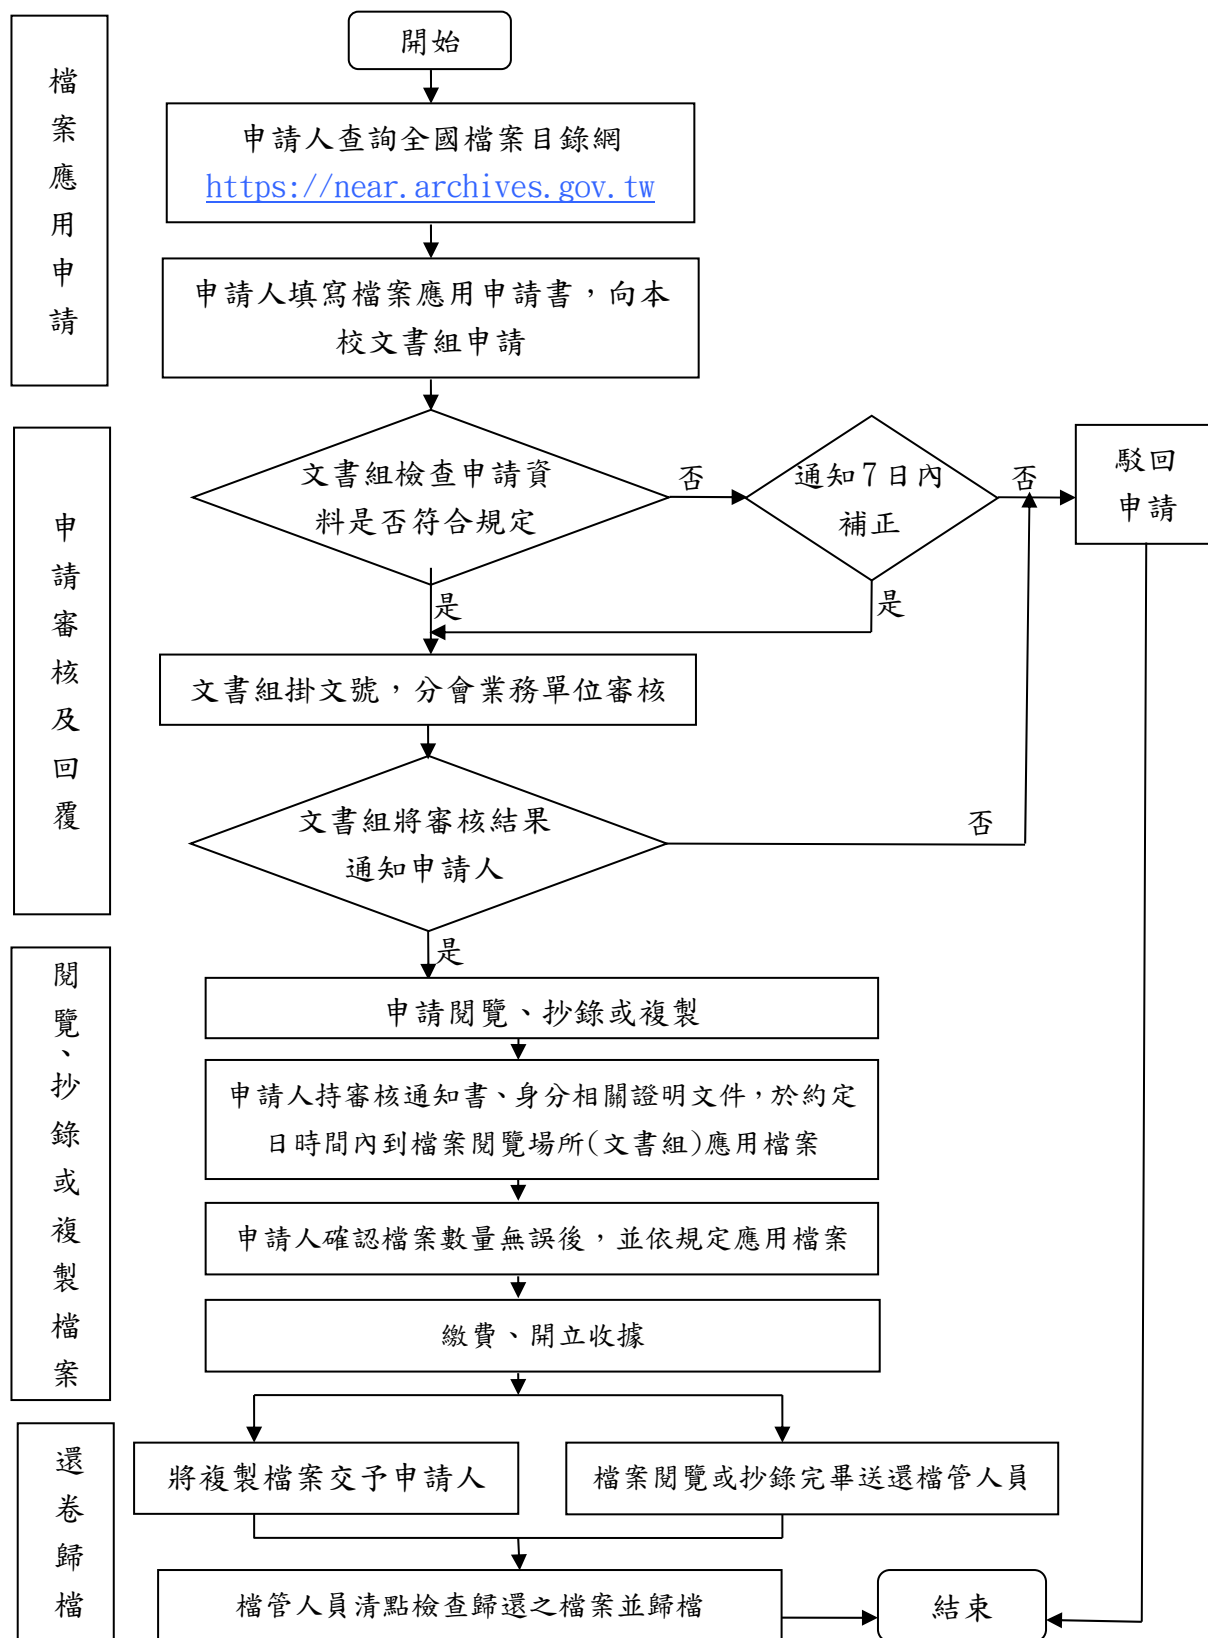 檔案應用申請
開始
申請人查詢全國檔案目錄網
https://near.archives.gov.tw
申請人填寫檔案應用申請書，向本
校文書組申請
申請審核及回覆
文書組檢查申請資
料是否符合規定
否
通知7日內
補正
否
駁回
申請
是
是
文書組掛文號，分會業務單位審核
文書組將審核結果
通知申請人
否
是
閱覽、抄錄或複製檔案
申請閱覽、抄錄或複製
申請人持審核通知書、身分相關證明文件，於約定
日時間內到檔案閱覽場所(文書組)應用檔案
申請人確認檔案數量無誤後，並依規定應用檔案
繳費、開立收據
還卷歸檔
將複製檔案交予申請人
檔案閱覽或抄錄完畢送還檔管人員
檔管人員清點檢查歸還之檔案並歸檔
結束